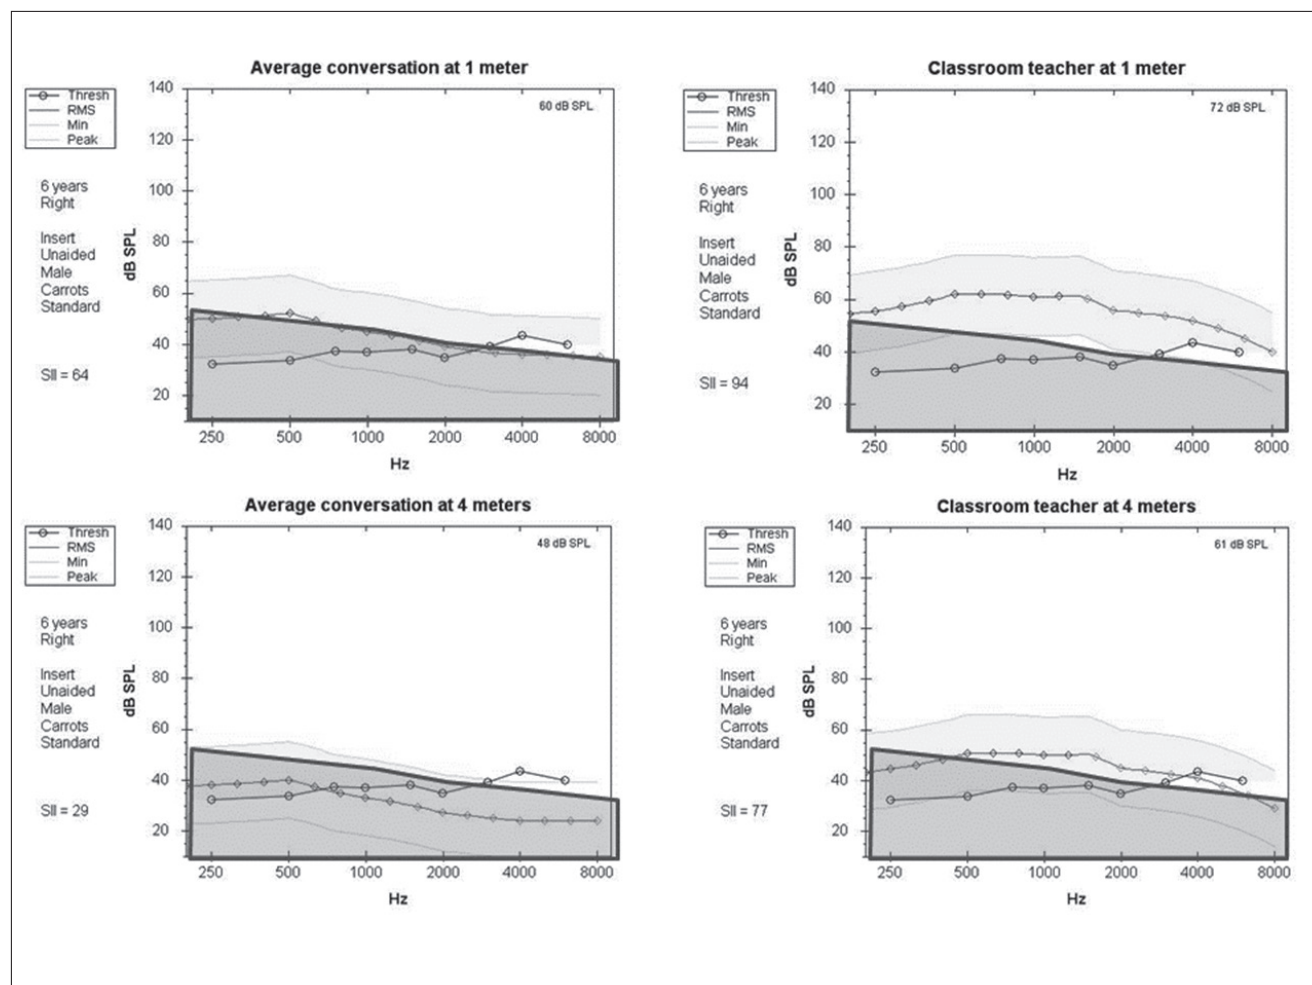 Average conversation at 1 meter
Thresh
RMS
Min
Peak
6 years
Right
Insert
Unaided
Male
Carrots
Standard
SII = 64
60 dB SPL
dB SPL
140
120
100
80
60
40
20
250 500 1000 2000 4000 8000
Hz
Classroom teacher at 1 meter
Thresh
RMS
Min
Peak
6 years
Right
Insert
Unaided
Male
Carrots
Standard
SII = 94
72 dB SPL
dB SPL
140
120
100
80
60
40
20
250 500 1000 2000 4000 8000
Hz
Average conversation at 4 meters
Thresh
RMS
Min
Peak
6 years
Right
Insert
Unaided
Male
Carrots
Standard
SII = 29
48 dB SPL
dB SPL
140
120
100
80
60
40
20
250 500 1000 2000 4000 8000
Hz
Classroom teacher at 4 meters
Thresh
RMS
Min
Peak
6 years
Right
Insert
Unaided
Male
Carrots
Standard
SII = 77
61 dB SPL
dB SPL
140
120
100
80
60
40
20
250 500 1000 2000 4000 8000
Hz